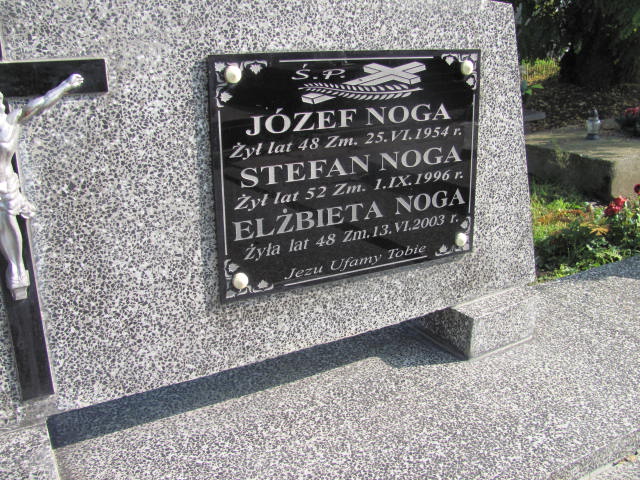 Ś.P.
JÓZEF NOGA
Żył lat 48 Zm. 25.VI.1954 r.
STEFAN NOGA
Żył lat 52 Zm. 1.IX.1996 r.
ELŻBIETA NOGA
Żyła lat 48 Zm. 13.VI.2003 r.
Jezu Ufamy Tobie